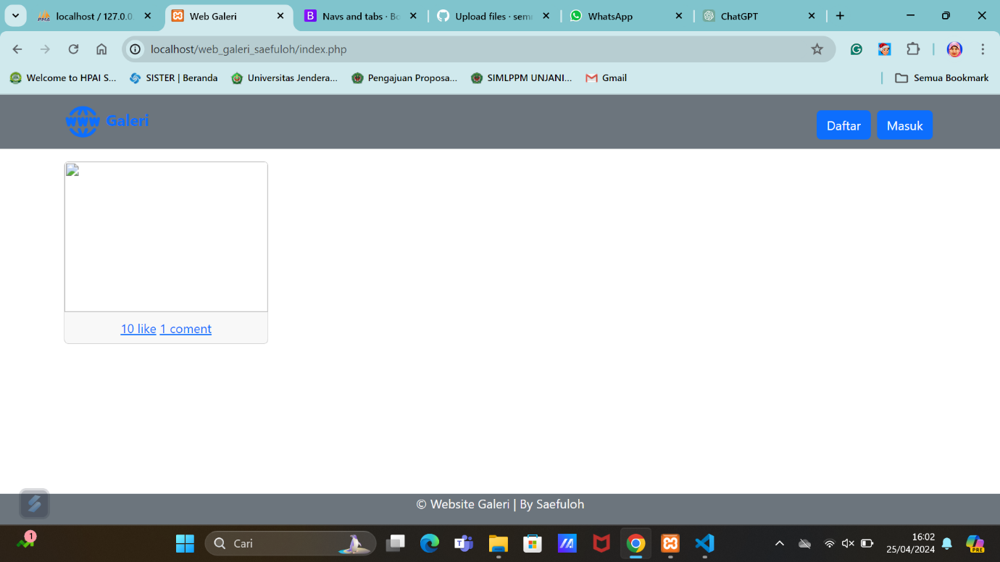 localhost / 127.0.0.
Web Galeri
Navs and tabs · Bo
Upload files · sem
WhatsApp
ChatGPT
localhost/web_galeri_saefuloh/index.php
Welcome to HPAI S...
SISTER | Beranda
Universitas Jendera...
Pengajuan Proposa...
SIMLPPM UNJANI...
Gmail
Semua Bookmark
WWW Galeri
Daftar
Masuk
10 like 1 coment
© Website Galeri | By Saefuloh
1
Cari
16:02
25/04/2024
PRE